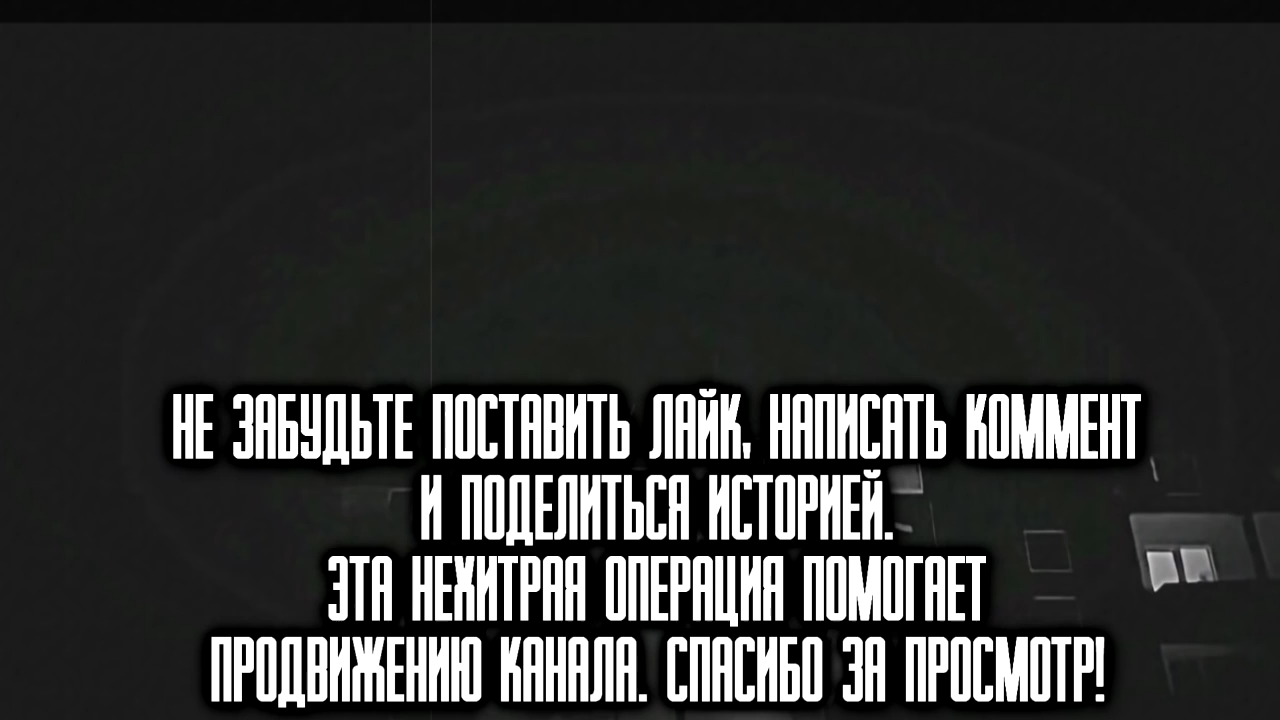 НЕ ЗАБУДЬТЕ ПОСТАВИТЬ ЛАЙК, НАПИСАТЬ КОММЕНТ
И ПОДЕЛИТЬСЯ ИСТОРИЕЙ.
ЭТА НЕХИТРАЯ ОПЕРАЦИЯ ПОМОГАЕТ
ПРОДВИЖЕНИЮ КАНАЛА. СПАСИБО ЗА ПРОСМОТР!